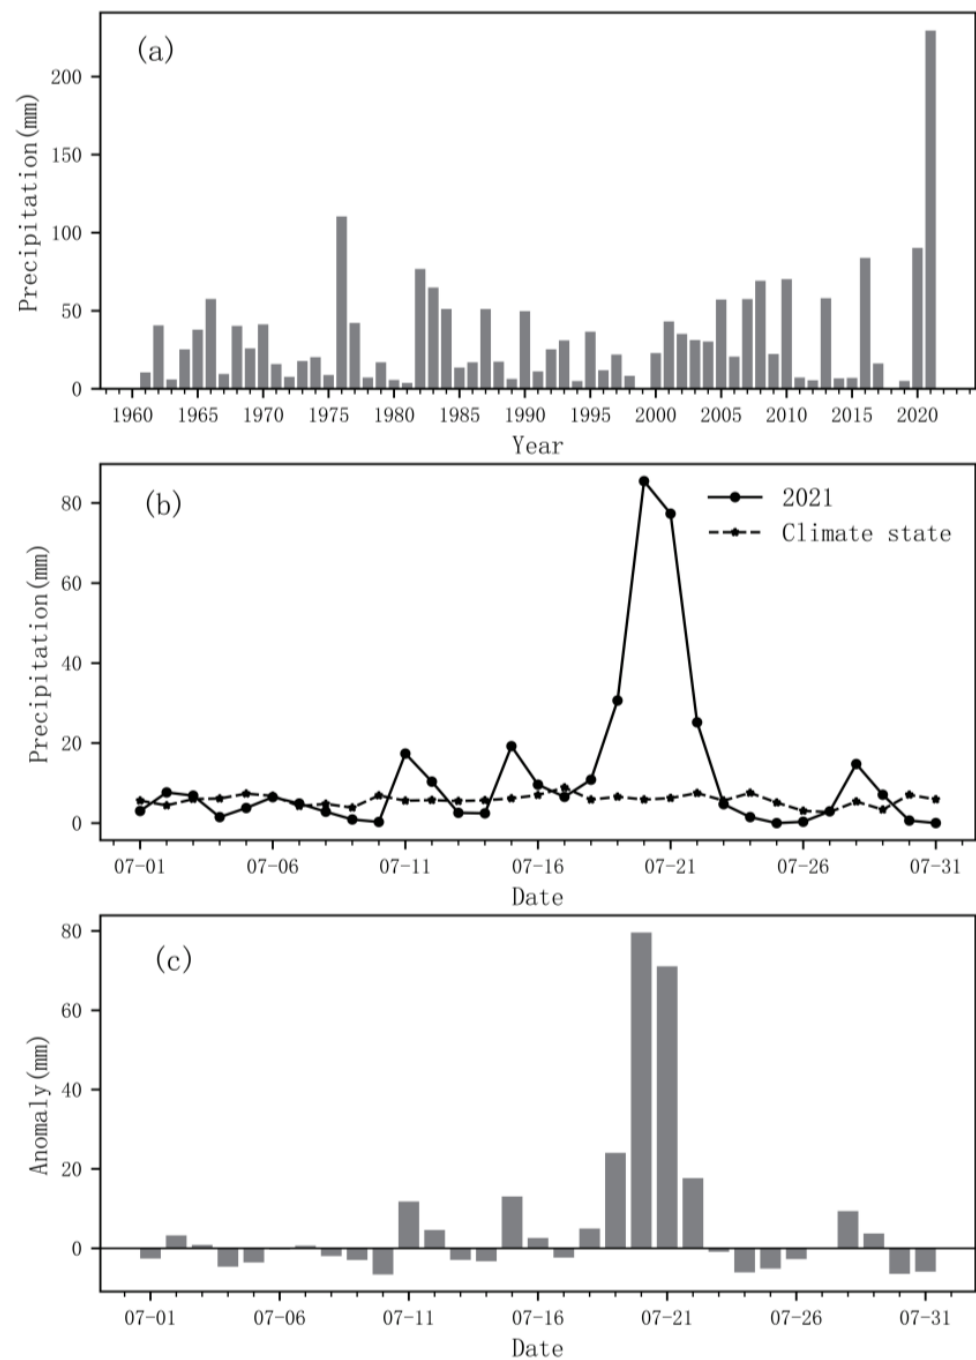 (a)
Precipitation(mm)
200
150
100
50
0
1960 1965 1970 1975 1980 1985 1990 1995 2000 2005 2010 2015 2020
Year
(b)
2021
Climate state
Precipitation(mm)
80
60
40
20
0
07-01 07-06 07-11 07-16 07-21 07-26 07-31
Date
(c)
Anomaly(mm)
80
60
40
20
0
07-01 07-06 07-11 07-16 07-21 07-26 07-31
Date